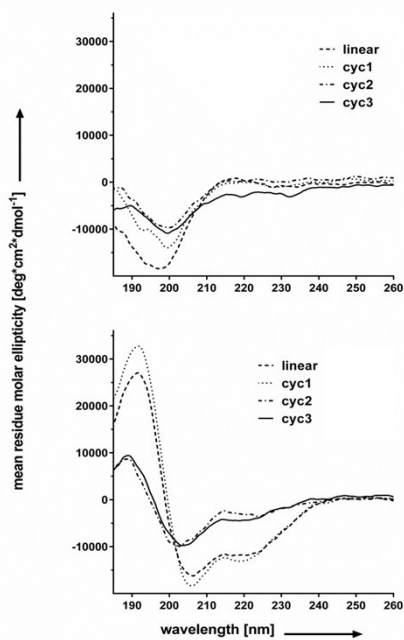 mean residue molar ellipticity [deg*cm²*dmol⁻¹]
30000
20000
10000
0
-10000
linear
cyc1
cyc2
cyc3
190 200 210 220 230 240 250 260
30000
20000
10000
0
-10000
linear
cyc1
cyc2
cyc3
190 200 210 220 230 240 250 260
wavelength [nm]